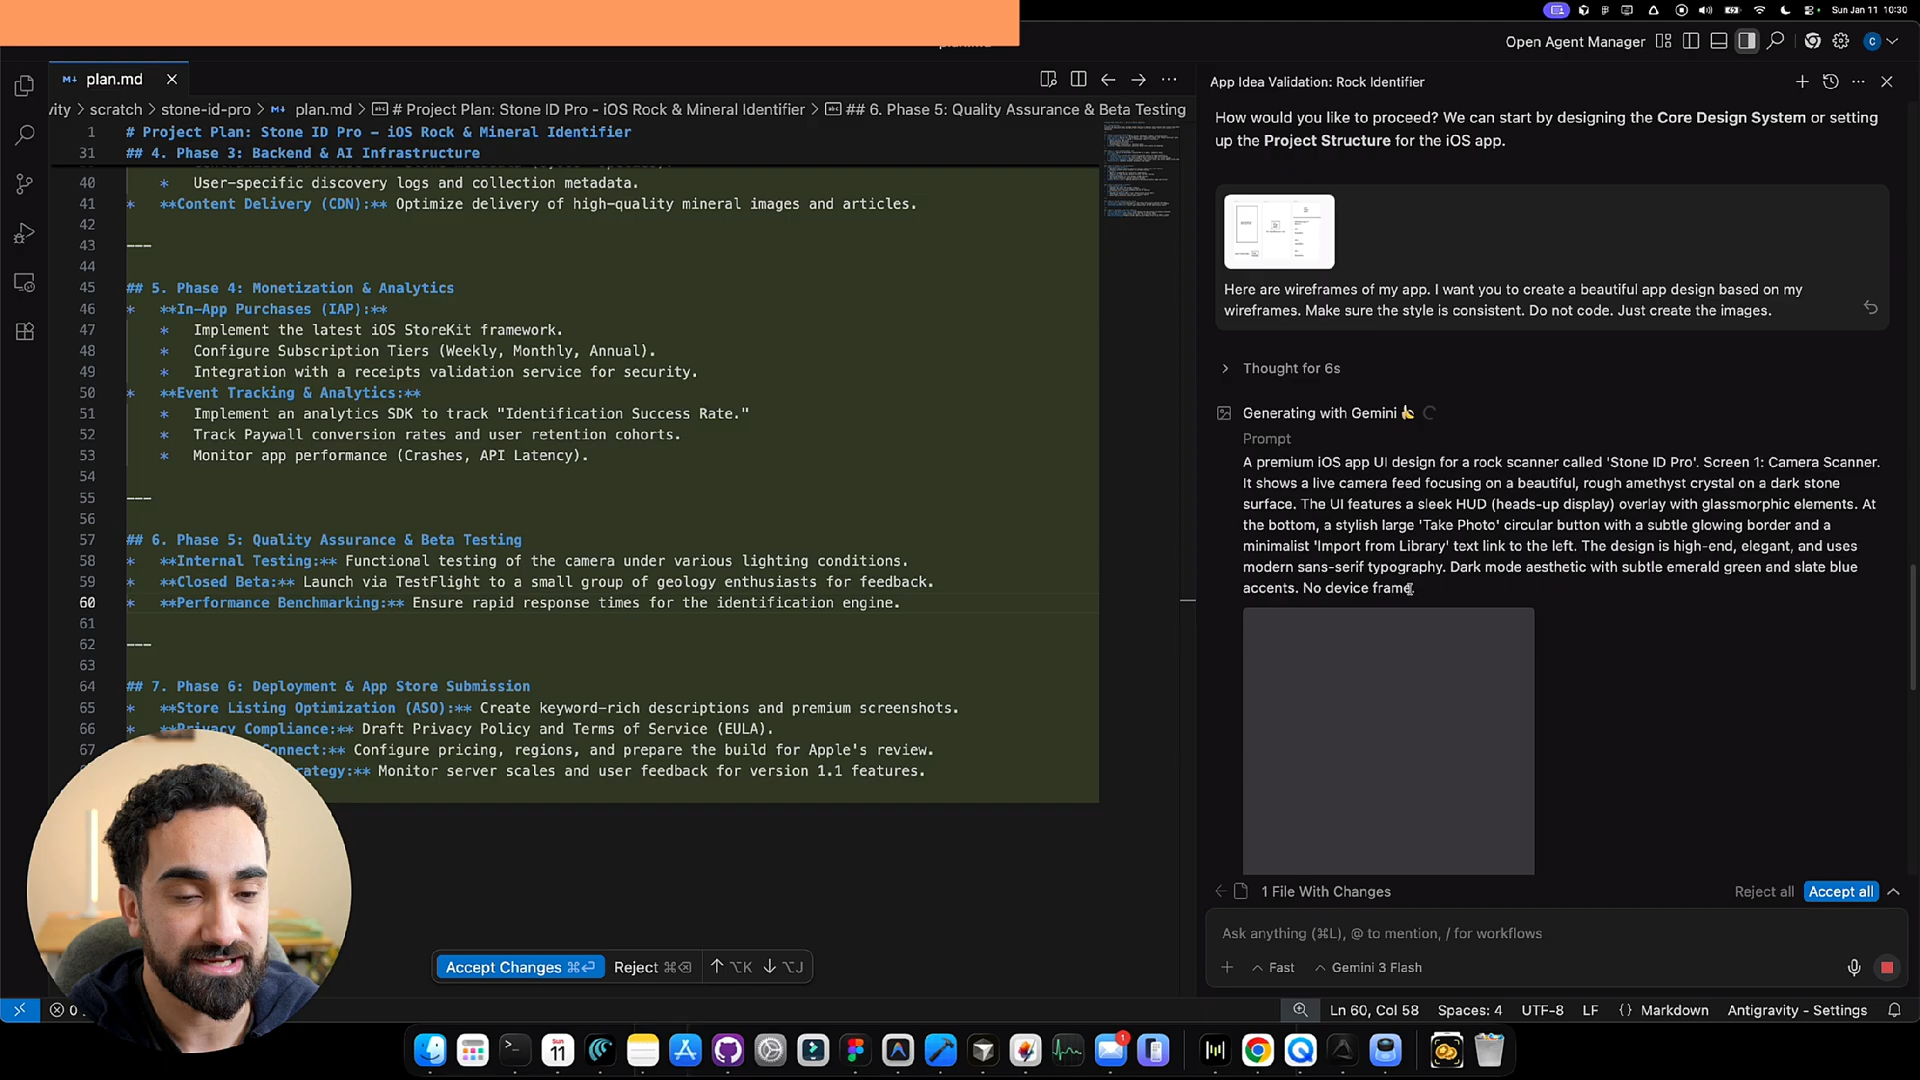 Sun Jan 11 10:30
Open Agent Manager
C
plan.md
App Idea Validation: Rock Identifier
vity > scratch > stone-id-pro > plan.md > # Project Plan: Stone ID Pro - iOS Rock & Mineral Identifier > ## 6. Phase 5: Quality Assurance & Beta Testing
1 # Project Plan: Stone ID Pro - iOS Rock & Mineral Identifier
31 ## 4. Phase 3: Backend & AI Infrastructure
40 * User-specific discovery logs and collection metadata.
41 * **Content Delivery (CDN):** Optimize delivery of high-quality mineral images and articles.
42
43 ---
44
45 ## 5. Phase 4: Monetization & Analytics
46 * **In-App Purchases (IAP):**
47 * Implement the latest iOS StoreKit framework.
48 * Configure Subscription Tiers (Weekly, Monthly, Annual).
49 * Integration with a receipts validation service for security.
50 * **Event Tracking & Analytics:**
51 * Implement an analytics SDK to track "Identification Success Rate."
52 * Track Paywall conversion rates and user retention cohorts.
53 * Monitor app performance (Crashes, API Latency).
54
55 ---
56
57 ## 6. Phase 5: Quality Assurance & Beta Testing
58 * **Internal Testing:** Functional testing of the camera under various lighting conditions.
59 * **Closed Beta:** Launch via TestFlight to a small group of geology enthusiasts for feedback.
60 * **Performance Benchmarking:** Ensure rapid response times for the identification engine.
61
62 ---
63
64 ## 7. Phase 6: Deployment & App Store Submission
65 * **Store Listing Optimization (ASO):** Create keyword-rich descriptions and premium screenshots.
66 * **Privacy Compliance:** Draft Privacy Policy and Terms of Service (EULA).
67 onnect:** Configure pricing, regions, and prepare the build for Apple's review.
rategy:** Monitor server scales and user feedback for version 1.1 features.
Accept Changes ⌘⏎ Reject ⌘⌫ ↑ ⌥K ↓ ⌥J
How would you like to proceed? We can start by designing the Core Design System or setting
up the Project Structure for the iOS app.
Here are wireframes of my app. I want you to create a beautiful app design based on my
wireframes. Make sure the style is consistent. Do not code. Just create the images.
Thought for 6s
Generating with Gemini 🍌
Prompt
A premium iOS app UI design for a rock scanner called 'Stone ID Pro'. Screen 1: Camera Scanner.
It shows a live camera feed focusing on a beautiful, rough amethyst crystal on a dark stone
surface. The UI features a sleek HUD (heads-up display) overlay with glassmorphic elements. At
the bottom, a stylish large 'Take Photo' circular button with a subtle glowing border and a
minimalist 'Import from Library' text link to the left. The design is high-end, elegant, and uses
modern sans-serif typography. Dark mode aesthetic with subtle emerald green and slate blue
accents. No device frame.
1 File With Changes
Reject all Accept all
Ask anything (⌘L), @ to mention, / for workflows
Fast Gemini 3 Flash
0
Ln 60, Col 58 Spaces: 4 UTF-8 LF {} Markdown Antigravity - Settings
Sun
11
1